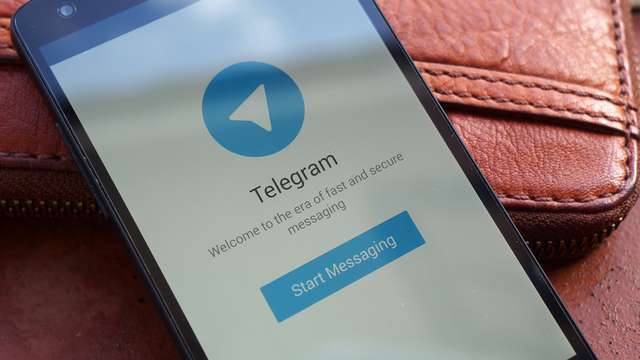 Telegram
Welcome to the era of fast and secure
messaging
Start Messaging